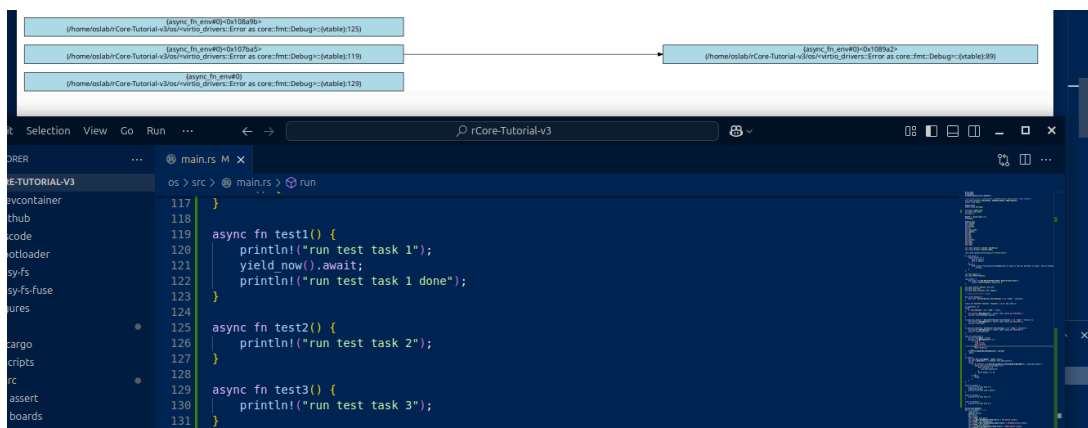 {async_fn_env#0}<0x108a9b>
(/home/oslab/rCore-Tutorial-v3/os/<virtio_drivers::Error as core::fmt::Debug>::{vtable}:125)
{async_fn_env#0}<0x107ba5>
(/home/oslab/rCore-Tutorial-v3/os/<virtio_drivers::Error as core::fmt::Debug>::{vtable}:119)
{async_fn_env#0}<0x1089a2>
(/home/oslab/rCore-Tutorial-v3/os/<virtio_drivers::Error as core::fmt::Debug>::{vtable}:89)
{async_fn_env#0}
(/home/oslab/rCore-Tutorial-v3/os/<virtio_drivers::Error as core::fmt::Debug>::{vtable}:129)
it Selection View Go Run ··· ← → rCore-Tutorial-v3
ORER ···
main.rs M ×
RE-TUTORIAL-V3
os > src > main.rs > run
evcontainer
thub
scode
ootloader
sy-fs
sy-fs-fuse
gures
cargo
cripts
rc
assert
boards
117 }
118
119 async fn test1() {
120 println!("run test task 1");
121 yield_now().await;
122 println!("run test task 1 done");
123 }
124
125 async fn test2() {
126 println!("run test task 2");
127 }
128
129 async fn test3() {
130 println!("run test task 3");
131 }